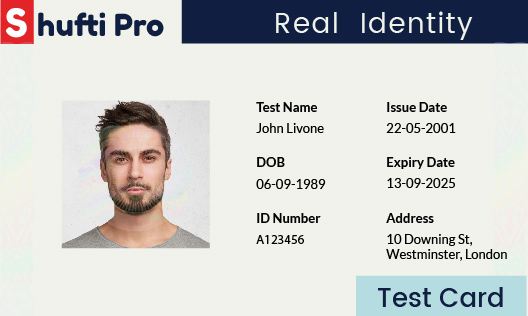 Shufti Pro
Real Identity
Test Name
John Livone
Issue Date
22-05-2001
DOB
06-09-1989
Expiry Date
13-09-2025
ID Number
A123456
Address
10 Downing St,
Westminster, London
Test Card